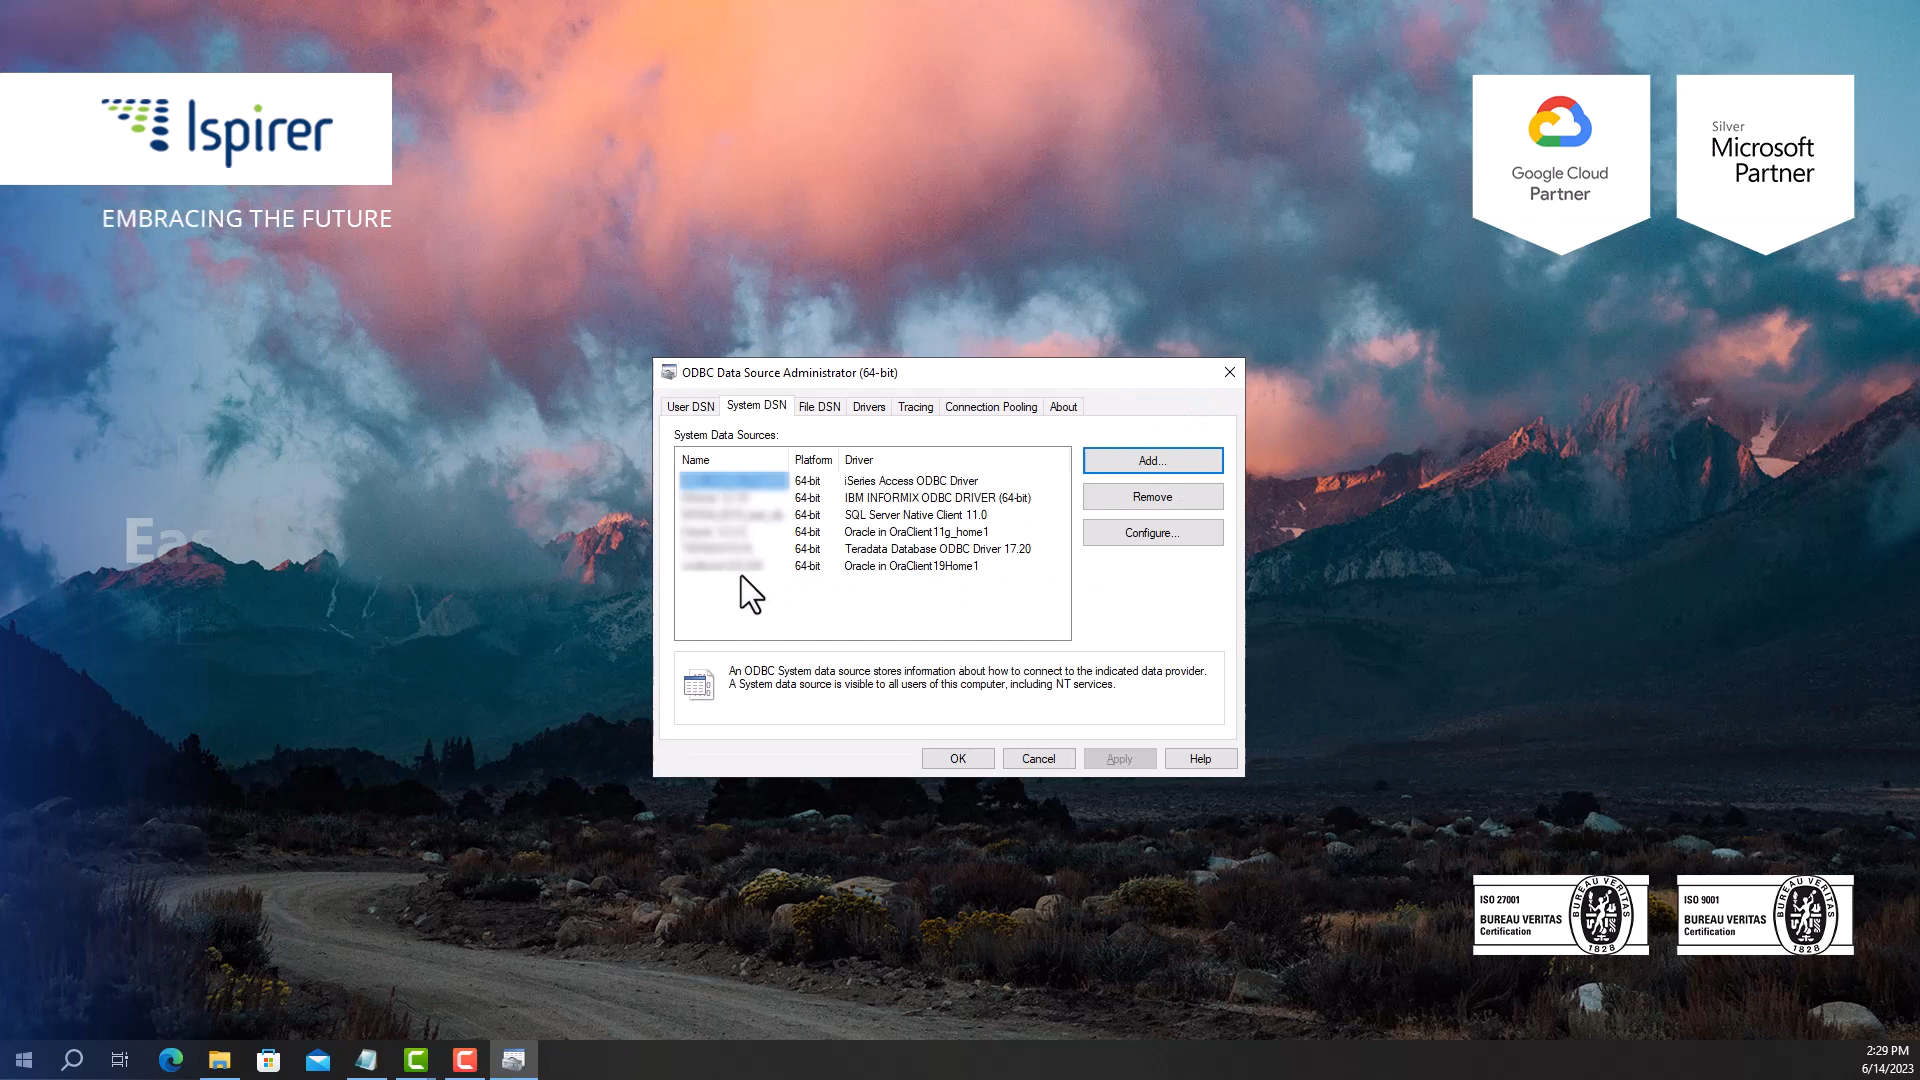 Ispirer
EMBRACING THE FUTURE
Google Cloud
Partner
Silver
Microsoft
Partner
ODBC Data Source Administrator (64-bit)
User DSN
System DSN
File DSN
Drivers
Tracing
Connection Pooling
About
System Data Sources:
Name Platform Driver
64-bit iSeries Access ODBC Driver
64-bit IBM INFORMIX ODBC DRIVER (64-bit)
64-bit SQL Server Native Client 11.0
64-bit Oracle in OraClient11g_home1
64-bit Teradata Database ODBC Driver 17.20
64-bit Oracle in OraClient19Home1
Add...
Remove
Configure...
An ODBC System data source stores information about how to connect to the indicated data provider.
A System data source is visible to all users of this computer, including NT services.
OK
Cancel
Apply
Help
ISO 27001
BUREAU VERITAS
Certification
BUREAU VERITAS
1828
ISO 9001
BUREAU VERITAS
Certification
BUREAU VERITAS
1828
2:29 PM
6/14/2023